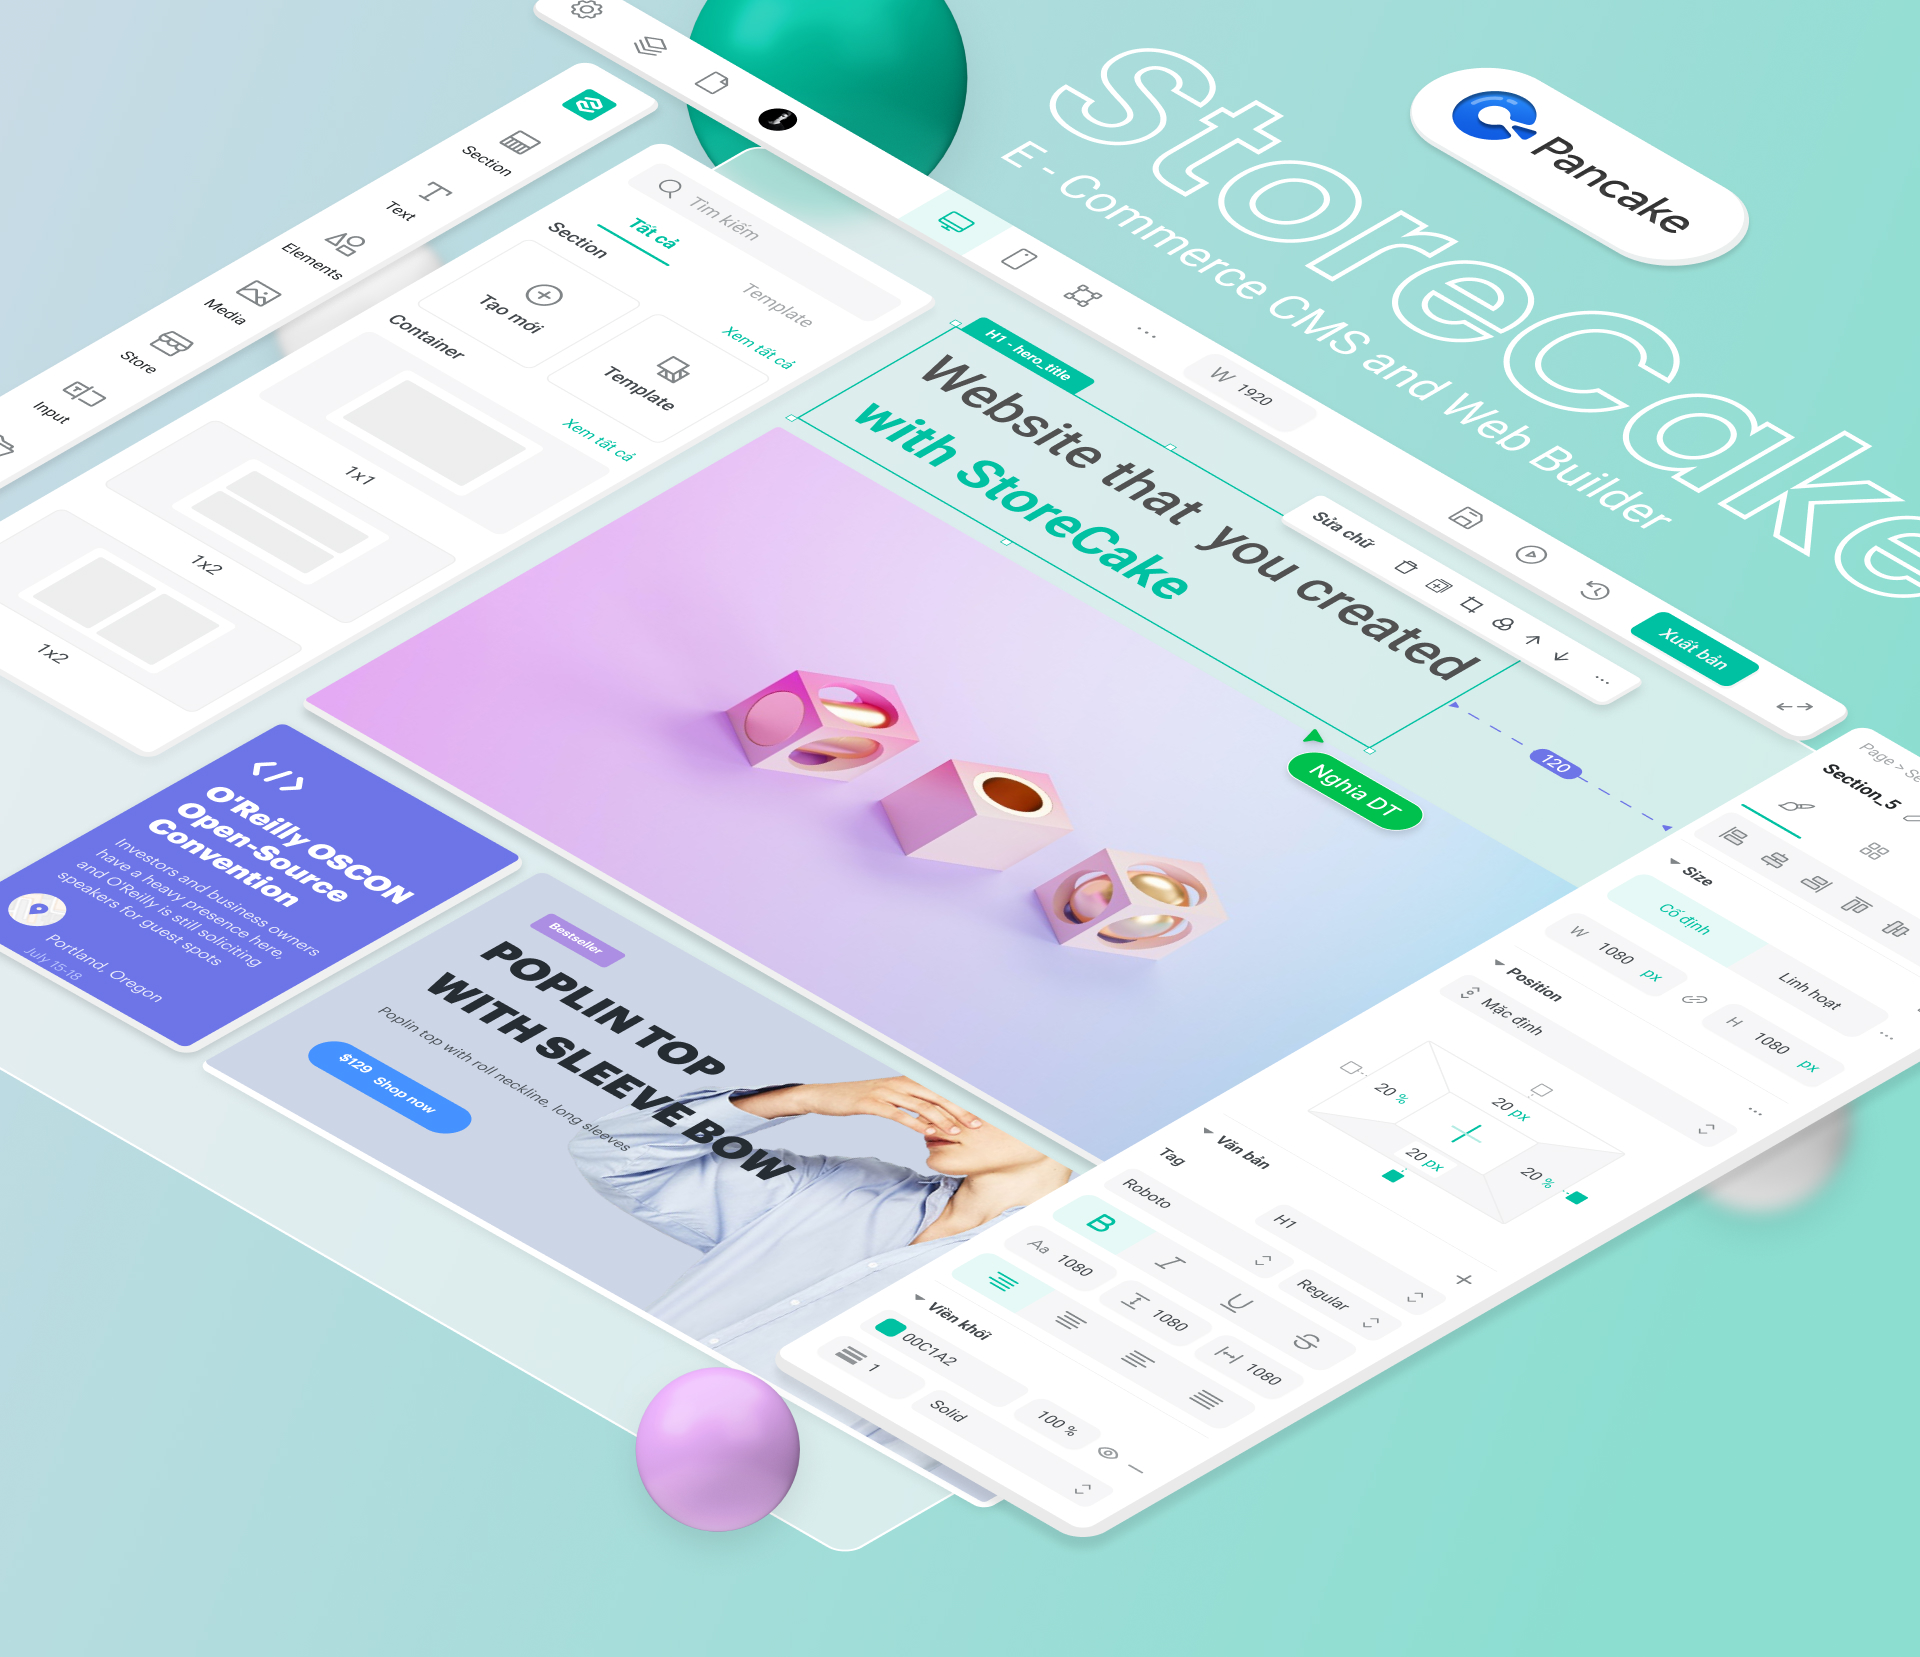 StoreCake
E - Commerce CMS and Web Builder
Pancake
Section
Text
Elements
Media
Store
Input
Tìm kiếm
Tất cả
Template
Section
Xem tất cả
Tạo mới
Template
Container
Xem tất cả
1x1
1x2
1x2
W 1920
Xuất bản
H1 - hero_title
Website that you created
with StoreCake
Sửa chữ
120
Nghia DT
O'Reilly OSCON
Open-Source
Convention
Investors and business owners
have a heavy presence here,
and O'Reilly is still soliciting
speakers for guest spots
Portland, Oregon
July 15-18
Bestseller
POPLIN TOP
WITH SLEEVE BOW
Poplin top with roll neckline, long sleeves
$129 Shop now
Page > Se
Section_5
Size
Cố định
Linh hoạt
W 1080 px
H 1080 px
Position
Mặc định
20 %
20 px
20 px
20 %
Văn bản
Tag
H1
Roboto
Regular
B I U S
Aa 1080
1080
1080
Viền khối
00C1A2
100 %
1
Solid